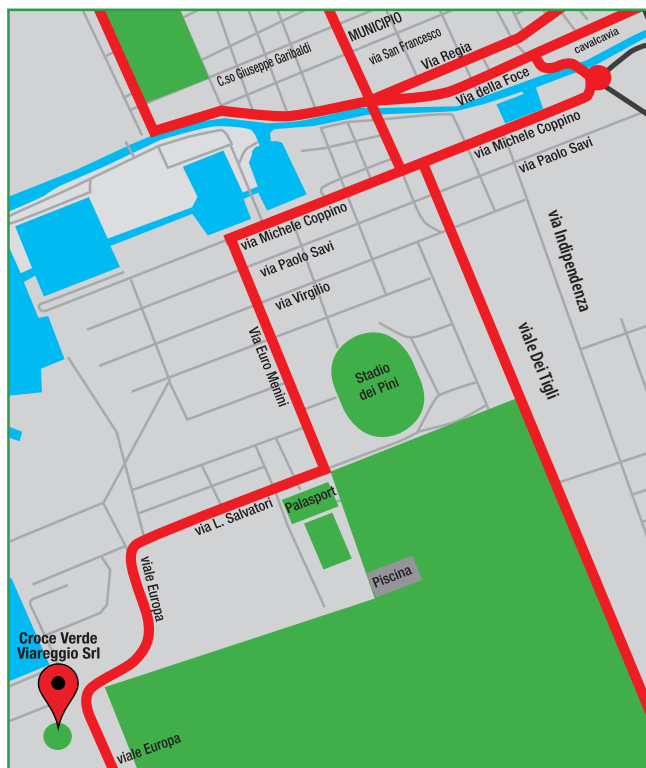 MUNICIPIO
via San Francesco
C.so Giuseppe Garibaldi
Via Regia
cavalcavia
Via della Foce
via Michele Coppino
via Paolo Savi
via Michele Coppino
via Paolo Savi
via Virgilio
via Indipendenza
Via Euro Menini
viale Dei Tigli
Stadio
dei Pini
Palasport
via L. Salvatori
viale Europa
Piscina
Croce Verde
Viareggio Srl
viale Europa